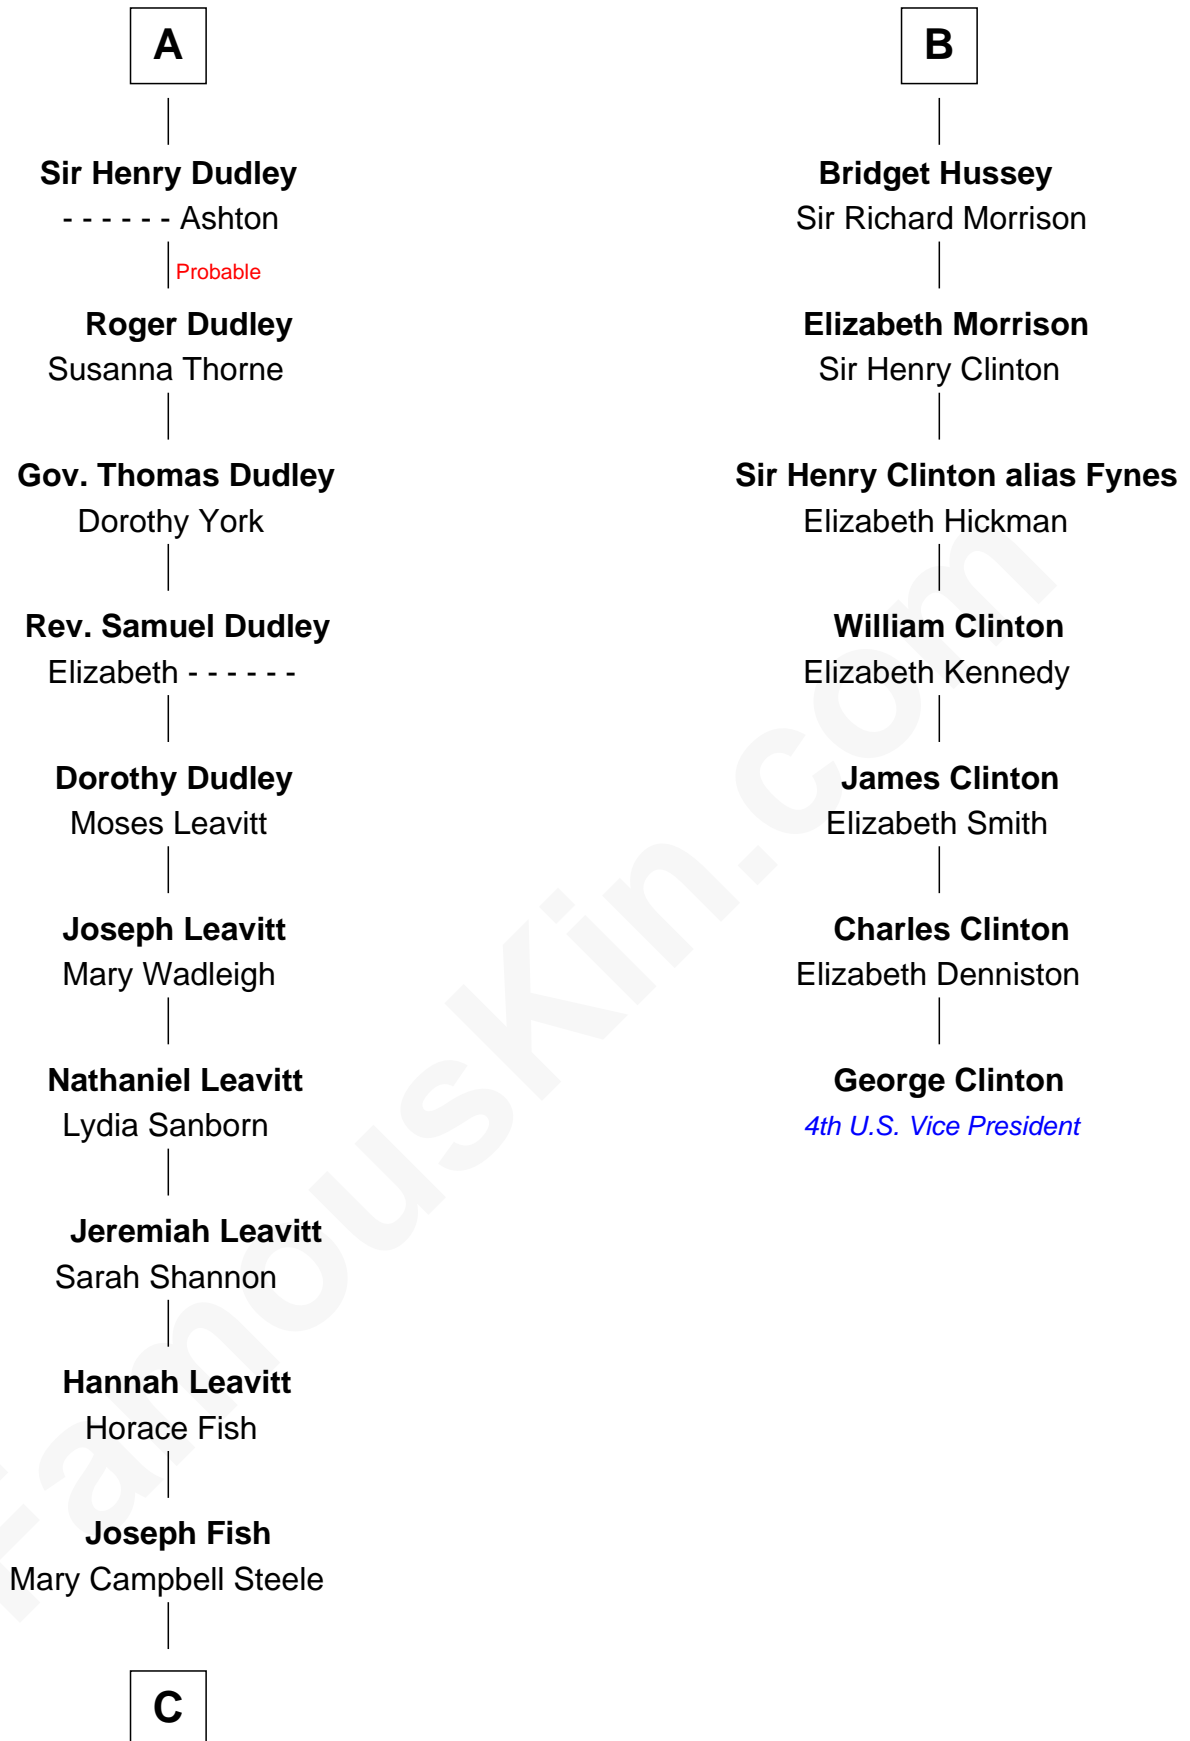 A
Sir Henry Dudley
- - - - - - Ashton
Probable
Roger Dudley
Susanna Thorne
Gov. Thomas Dudley
Dorothy York
Rev. Samuel Dudley
Elizabeth - - - - - -
Dorothy Dudley
Moses Leavitt
Joseph Leavitt
Mary Wadleigh
Nathaniel Leavitt
Lydia Sanborn
Jeremiah Leavitt
Sarah Shannon
Hannah Leavitt
Horace Fish
Joseph Fish
Mary Campbell Steele
C
B
Bridget Hussey
Sir Richard Morrison
Elizabeth Morrison
Sir Henry Clinton
Sir Henry Clinton alias Fynes
Elizabeth Hickman
William Clinton
Elizabeth Kennedy
James Clinton
Elizabeth Smith
Charles Clinton
Elizabeth Denniston
George Clinton
4th U.S. Vice President
FamousKin.com